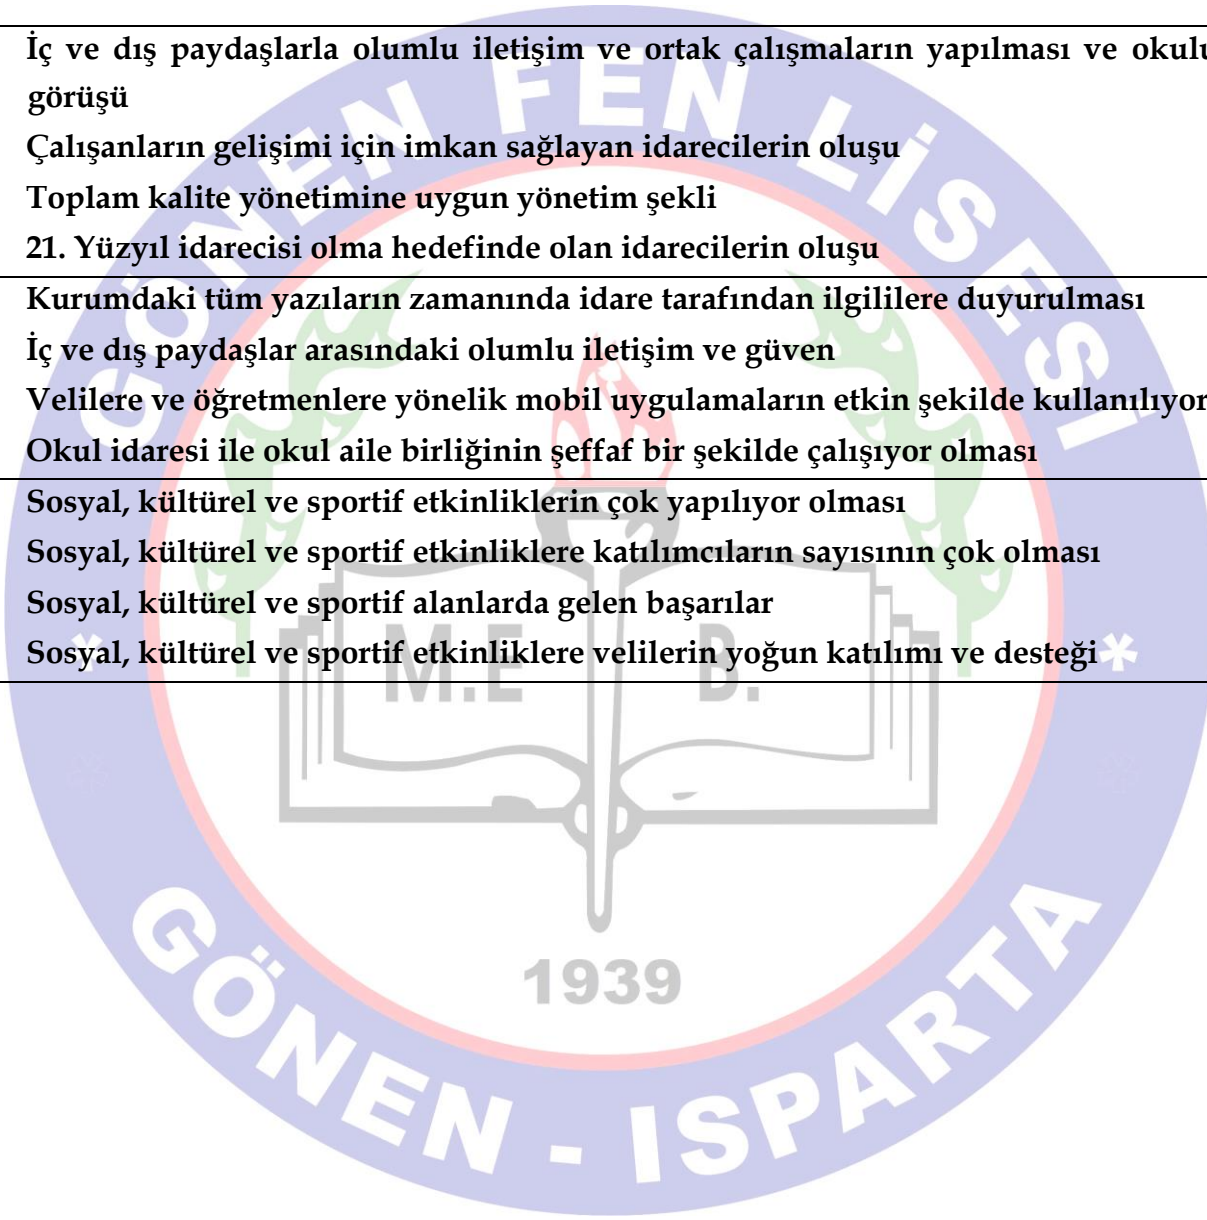 İç ve dış paydaşlarla olumlu iletişim ve ortak çalışmaların yapılması ve okulu
görüşü
Çalışanların gelişimi için imkan sağlayan idarecilerin oluşu
Toplam kalite yönetimine uygun yönetim şekli
21. Yüzyıl idarecisi olma hedefinde olan idarecilerin oluşu
Kurumdaki tüm yazıların zamanında idare tarafından ilgililere duyurulması
İç ve dış paydaşlar arasındaki olumlu iletişim ve güven
Velilere ve öğretmenlere yönelik mobil uygulamaların etkin şekilde kullanılıyor
Okul idaresi ile okul aile birliğinin şeffaf bir şekilde çalışıyor olması
Sosyal, kültürel ve sportif etkinliklerin çok yapılıyor olması
Sosyal, kültürel ve sportif etkinliklere katılımcıların sayısının çok olması
Sosyal, kültürel ve sportif alanlarda gelen başarılar
Sosyal, kültürel ve sportif etkinliklere velilerin yoğun katılımı ve desteği
GÖNEN FEN LİSESİ
M.E B.
1939
GÖNEN - ISPARTA